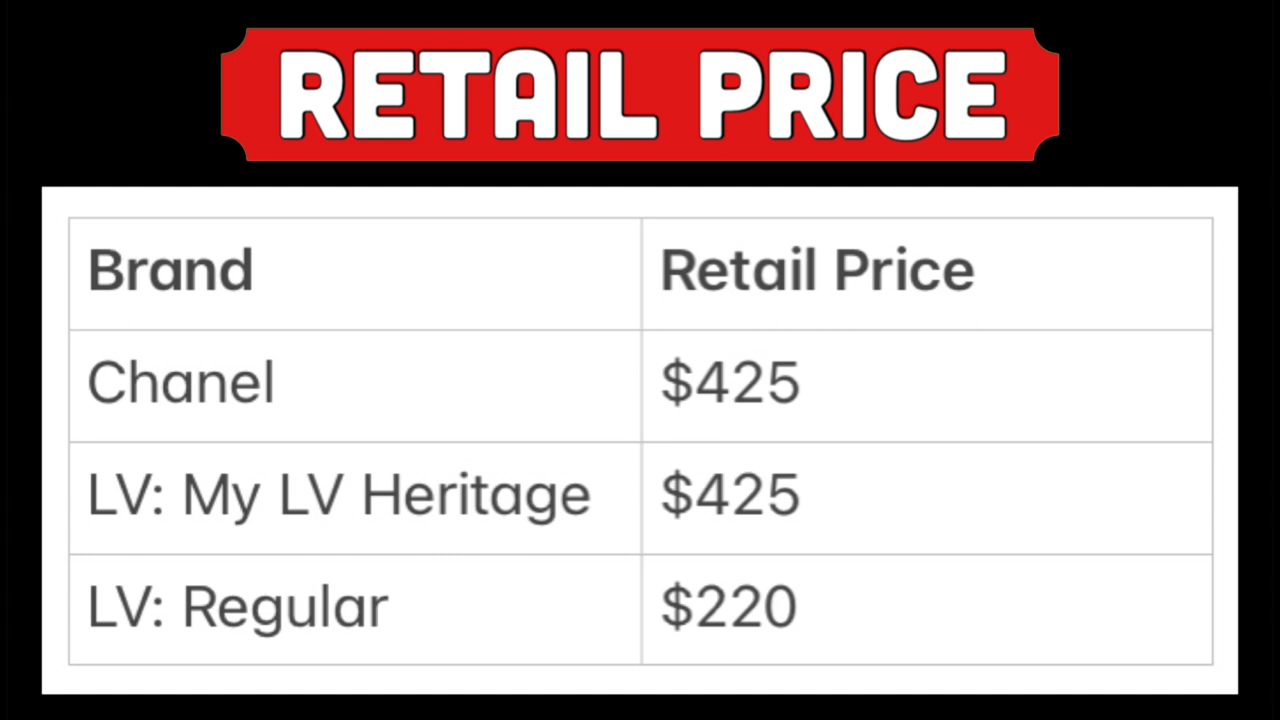 RETAIL PRICE
Brand Retail Price
Chanel $425
LV: My LV Heritage $425
LV: Regular $220